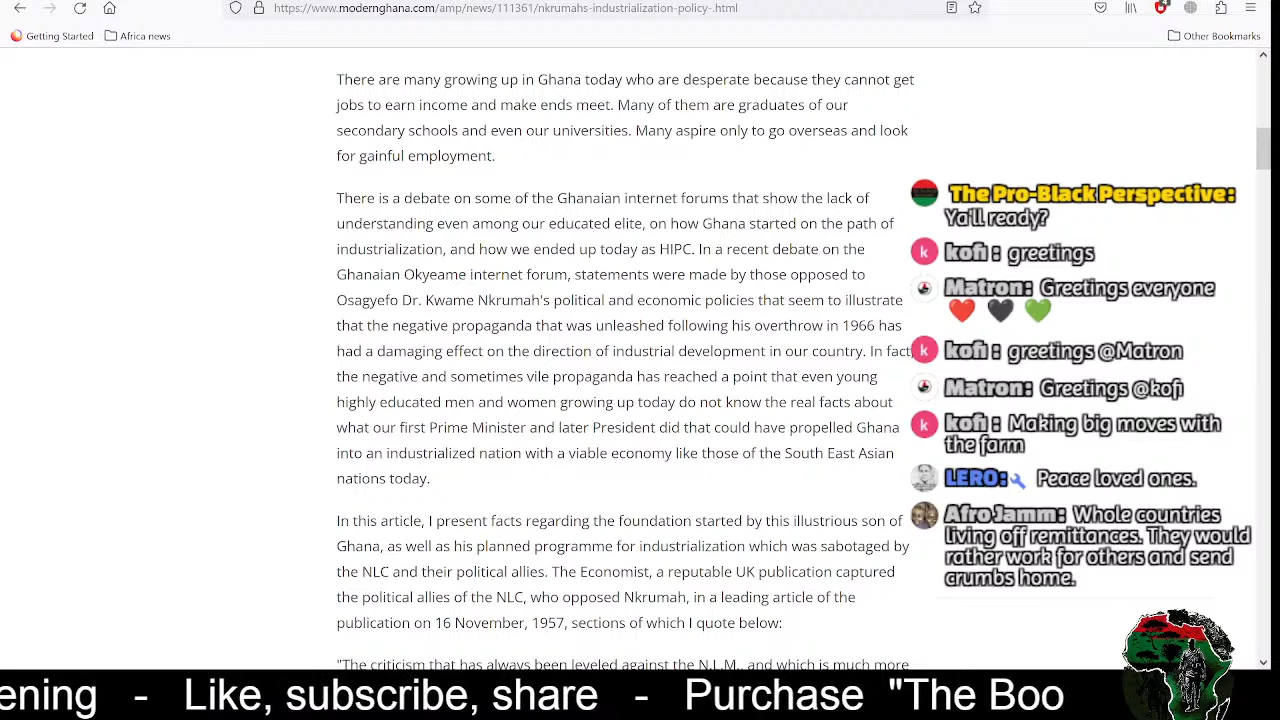 https://www.modernghana.com/amp/news/111361/nkrumahs-industrialization-policy-.html
4
Getting Started
Africa news
Other Bookmarks
There are many growing up in Ghana today who are desperate because they cannot get
jobs to earn income and make ends meet. Many of them are graduates of our
secondary schools and even our universities. Many aspire only to go overseas and look
for gainful employment.
There is a debate on some of the Ghanaian internet forums that show the lack of
understanding even among our educated elite, on how Ghana started on the path of
industrialization, and how we ended up today as HIPC. In a recent debate on the
Ghanaian Okyeame internet forum, statements were made by those opposed to
Osagyefo Dr. Kwame Nkrumah's political and economic policies that seem to illustrate
that the negative propaganda that was unleashed following his overthrow in 1966 has
had a damaging effect on the direction of industrial development in our country. In fact,
the negative and sometimes vile propaganda has reached a point that even young
highly educated men and women growing up today do not know the real facts about
what our first Prime Minister and later President did that could have propelled Ghana
into an industrialized nation with a viable economy like those of the South East Asian
nations today.
In this article, I present facts regarding the foundation started by this illustrious son of
Ghana, as well as his planned programme for industrialization which was sabotaged by
the NLC and their political allies. The Economist, a reputable UK publication captured
the political allies of the NLC, who opposed Nkrumah, in a leading article of the
publication on 16 November, 1957, sections of which I quote below:
"The criticism that has always been leveled against the N.L.M., and which is much more
The Pro-Black Perspective:
Ya'll ready?
k
kofi : greetings
Matron: Greetings everyone
❤️ 🖤 💚
k
kofi : greetings @Matron
Matron: Greetings @kofi
k
kofi : Making big moves with
the farm
LERO:🔧 Peace loved ones.
Afro Jamm: Whole countries
living off remittances. They would
rather work for others and send
crumbs home.
ening - Like, subscribe, share - Purchase "The Boo